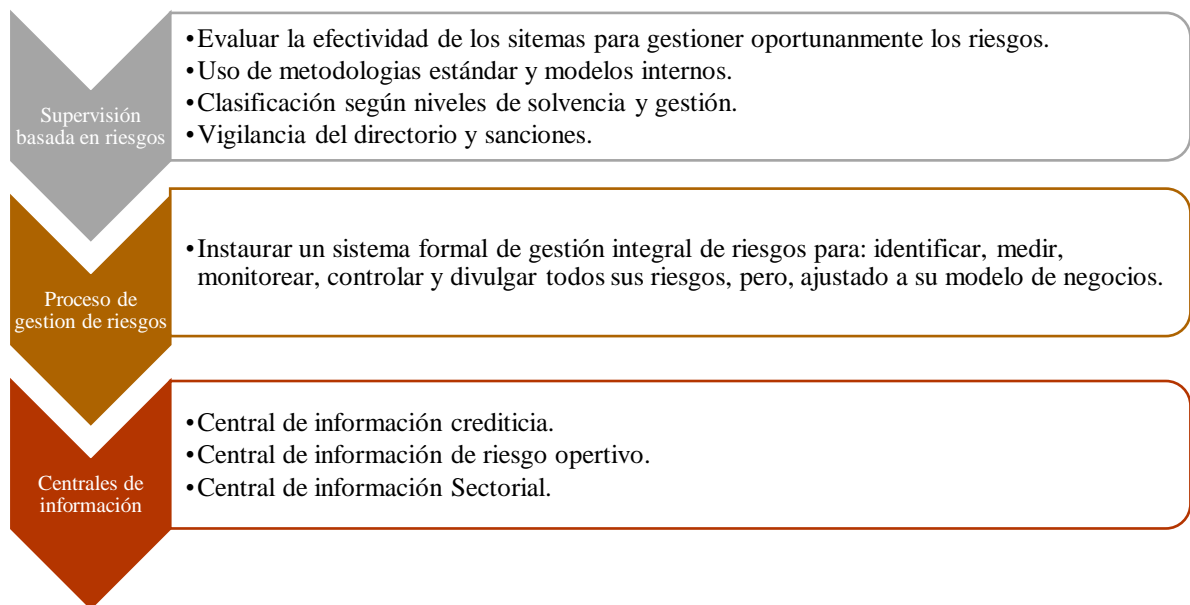 Supervisión
basada en riesgos
•Evaluar la efectividad de los sitemas para gestioner oportunanmente los riesgos.
•Uso de metodologias estándar y modelos internos.
•Clasificación según niveles de solvencia y gestión.
•Vigilancia del directorio y sanciones.
Proceso de
gestion de riesgos
•Instaurar un sistema formal de gestión integral de riesgos para: identificar, medir,
monitorear, controlar y divulgar todos sus riesgos, pero, ajustado a su modelo de negocios.
Centrales de
información
•Central de información crediticia.
•Central de información de riesgo opertivo.
•Central de información Sectorial.